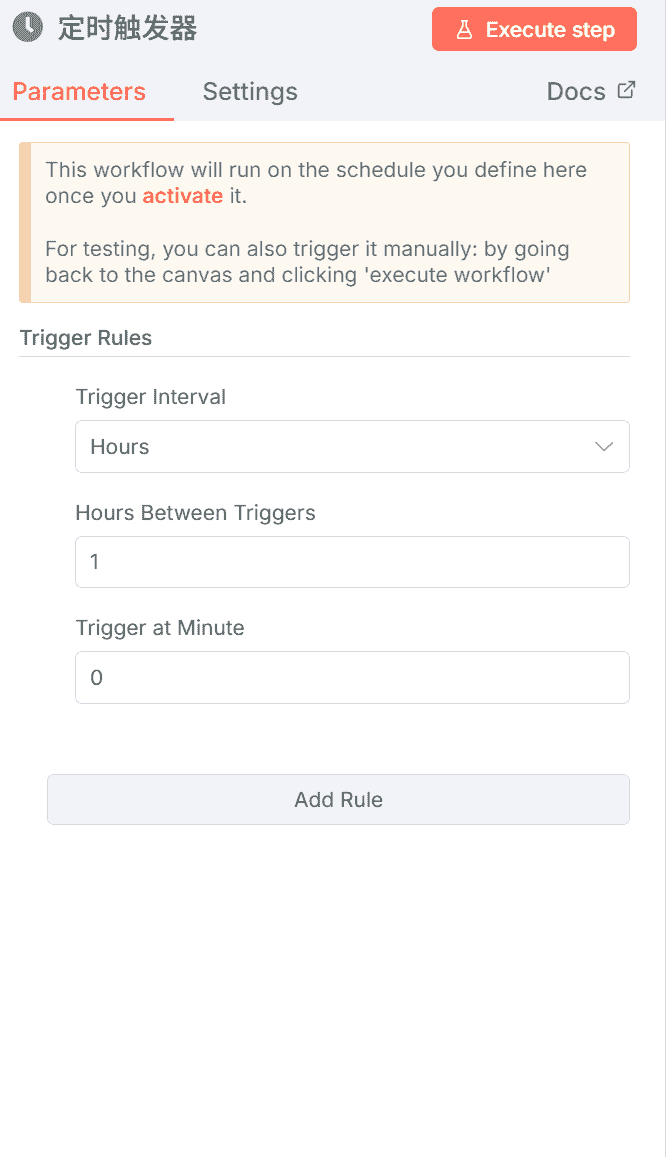 定时触发器
Execute step
Parameters
Settings
Docs
This workflow will run on the schedule you define here
once you activate it.
For testing, you can also trigger it manually: by going
back to the canvas and clicking 'execute workflow'
Trigger Rules
Trigger Interval
Hours
Hours Between Triggers
1
Trigger at Minute
0
Add Rule